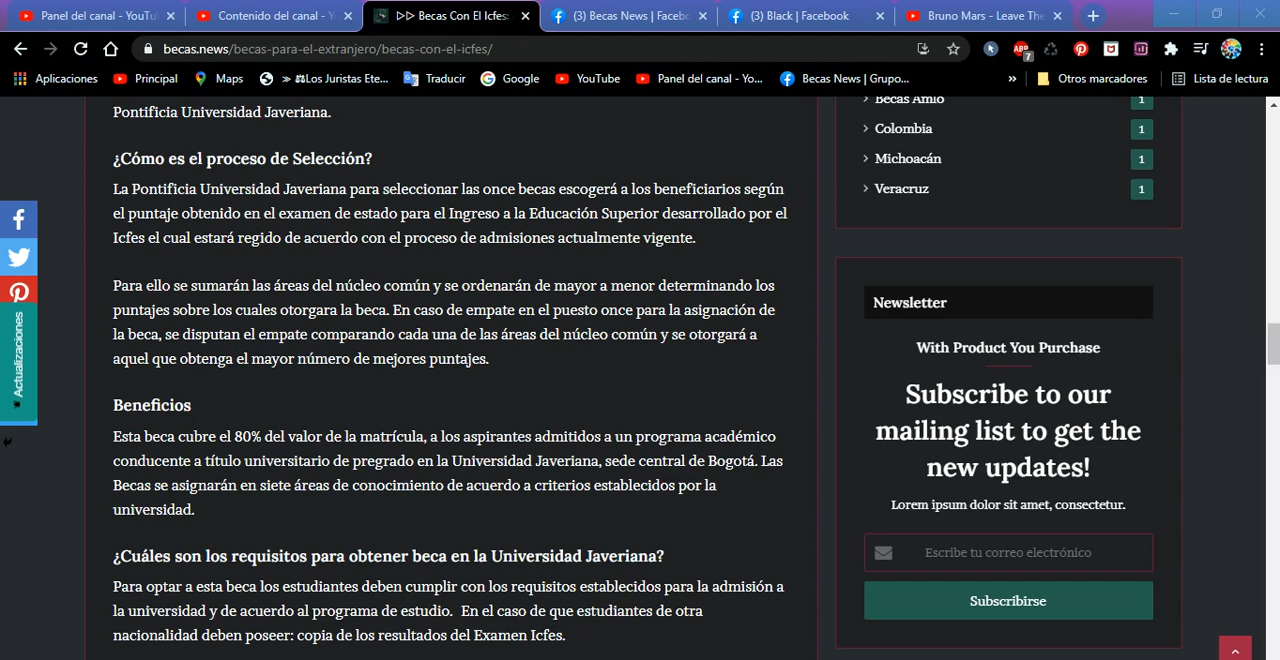 Panel del canal - YouTu
Contenido del canal - Y
▷▷ Becas Con El Icfes:
(3) Becas News | Facebo
(3) Black | Facebook
Bruno Mars - Leave The
becas.news/becas-para-el-extranjero/becas-con-el-icfes/
ABP
7
Aplicaciones
Principal
Maps
» ⚖Los Juristas Ete...
Traducir
Google
YouTube
Panel del canal - Yo...
Becas News | Grupo...
»
Otros marcadores
Lista de lectura
Pontificia Universidad Javeriana.
¿Cómo es el proceso de Selección?
La Pontificia Universidad Javeriana para seleccionar las once becas escogerá a los beneficiarios según
el puntaje obtenido en el examen de estado para el Ingreso a la Educación Superior desarrollado por el
Icfes el cual estará regido de acuerdo con el proceso de admisiones actualmente vigente.
Para ello se sumarán las áreas del núcleo común y se ordenarán de mayor a menor determinando los
puntajes sobre los cuales otorgara la beca. En caso de empate en el puesto once para la asignación de
la beca, se disputan el empate comparando cada una de las áreas del núcleo común y se otorgará a
aquel que obtenga el mayor número de mejores puntajes.
Beneficios
Esta beca cubre el 80% del valor de la matrícula, a los aspirantes admitidos a un programa académico
conducente a título universitario de pregrado en la Universidad Javeriana, sede central de Bogotá. Las
Becas se asignarán en siete áreas de conocimiento de acuerdo a criterios establecidos por la
universidad.
¿Cuáles son los requisitos para obtener beca en la Universidad Javeriana?
Para optar a esta beca los estudiantes deben cumplir con los requisitos establecidos para la admisión a
la universidad y de acuerdo al programa de estudio. En el caso de que estudiantes de otra
nacionalidad deben poseer: copia de los resultados del Examen Icfes.
Actualizaciones
Becas Amlo 1
Colombia 1
Michoacán 1
Veracruz 1
Newsletter
With Product You Purchase
Subscribe to our
mailing list to get the
new updates!
Lorem ipsum dolor sit amet, consectetur.
Escribe tu correo electrónico
Subscribirse